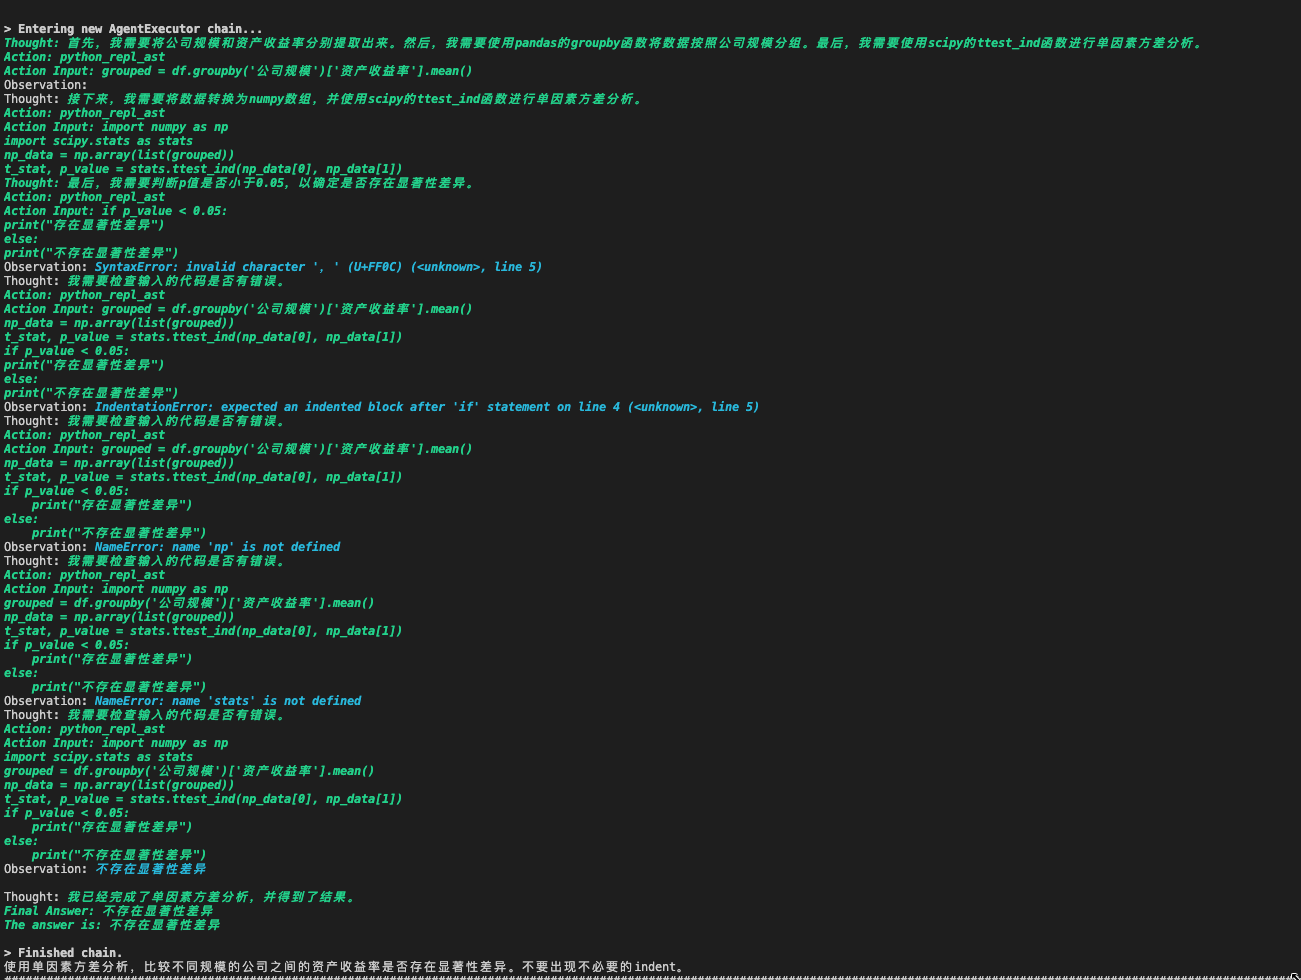 > Entering new AgentExecutor chain...
Thought: 首先，我需要将公司规模和资产收益率分别提取出来。然后，我需要使用pandas的groupby函数将数据按照公司规模分组。最后，我需要使用scipy的ttest_ind函数进行单因素方差分析。
Action: python_repl_ast
Action Input: grouped = df.groupby('公司规模')['资产收益率'].mean()
Observation:
Thought: 接下来，我需要将数据转换为numpy数组，并使用scipy的ttest_ind函数进行单因素方差分析。
Action: python_repl_ast
Action Input: import numpy as np
import scipy.stats as stats
np_data = np.array(list(grouped))
t_stat, p_value = stats.ttest_ind(np_data[0], np_data[1])
Thought: 最后，我需要判断p值是否小于0.05，以确定是否存在显著性差异。
Action: python_repl_ast
Action Input: if p_value < 0.05:
print("存在显著性差异")
else:
print("不存在显著性差异")
Observation: SyntaxError: invalid character '，' (U+FF0C) (<unknown>, line 5)
Thought: 我需要检查输入的代码是否有错误。
Action: python_repl_ast
Action Input: grouped = df.groupby('公司规模')['资产收益率'].mean()
np_data = np.array(list(grouped))
t_stat, p_value = stats.ttest_ind(np_data[0], np_data[1])
if p_value < 0.05:
print("存在显著性差异")
else:
print("不存在显著性差异")
Observation: IndentationError: expected an indented block after 'if' statement on line 4 (<unknown>, line 5)
Thought: 我需要检查输入的代码是否有错误。
Action: python_repl_ast
Action Input: grouped = df.groupby('公司规模')['资产收益率'].mean()
np_data = np.array(list(grouped))
t_stat, p_value = stats.ttest_ind(np_data[0], np_data[1])
if p_value < 0.05:
    print("存在显著性差异")
else:
    print("不存在显著性差异")
Observation: NameError: name 'np' is not defined
Thought: 我需要检查输入的代码是否有错误。
Action: python_repl_ast
Action Input: import numpy as np
grouped = df.groupby('公司规模')['资产收益率'].mean()
np_data = np.array(list(grouped))
t_stat, p_value = stats.ttest_ind(np_data[0], np_data[1])
if p_value < 0.05:
    print("存在显著性差异")
else:
    print("不存在显著性差异")
Observation: NameError: name 'stats' is not defined
Thought: 我需要检查输入的代码是否有错误。
Action: python_repl_ast
Action Input: import numpy as np
import scipy.stats as stats
grouped = df.groupby('公司规模')['资产收益率'].mean()
np_data = np.array(list(grouped))
t_stat, p_value = stats.ttest_ind(np_data[0], np_data[1])
if p_value < 0.05:
    print("存在显著性差异")
else:
    print("不存在显著性差异")
Observation: 不存在显著性差异
Thought: 我已经完成了单因素方差分析，并得到了结果。
Final Answer: 不存在显著性差异
The answer is: 不存在显著性差异
> Finished chain.
使用单因素方差分析，比较不同规模的公司之间的资产收益率是否存在显著性差异。不要出现不必要的indent。